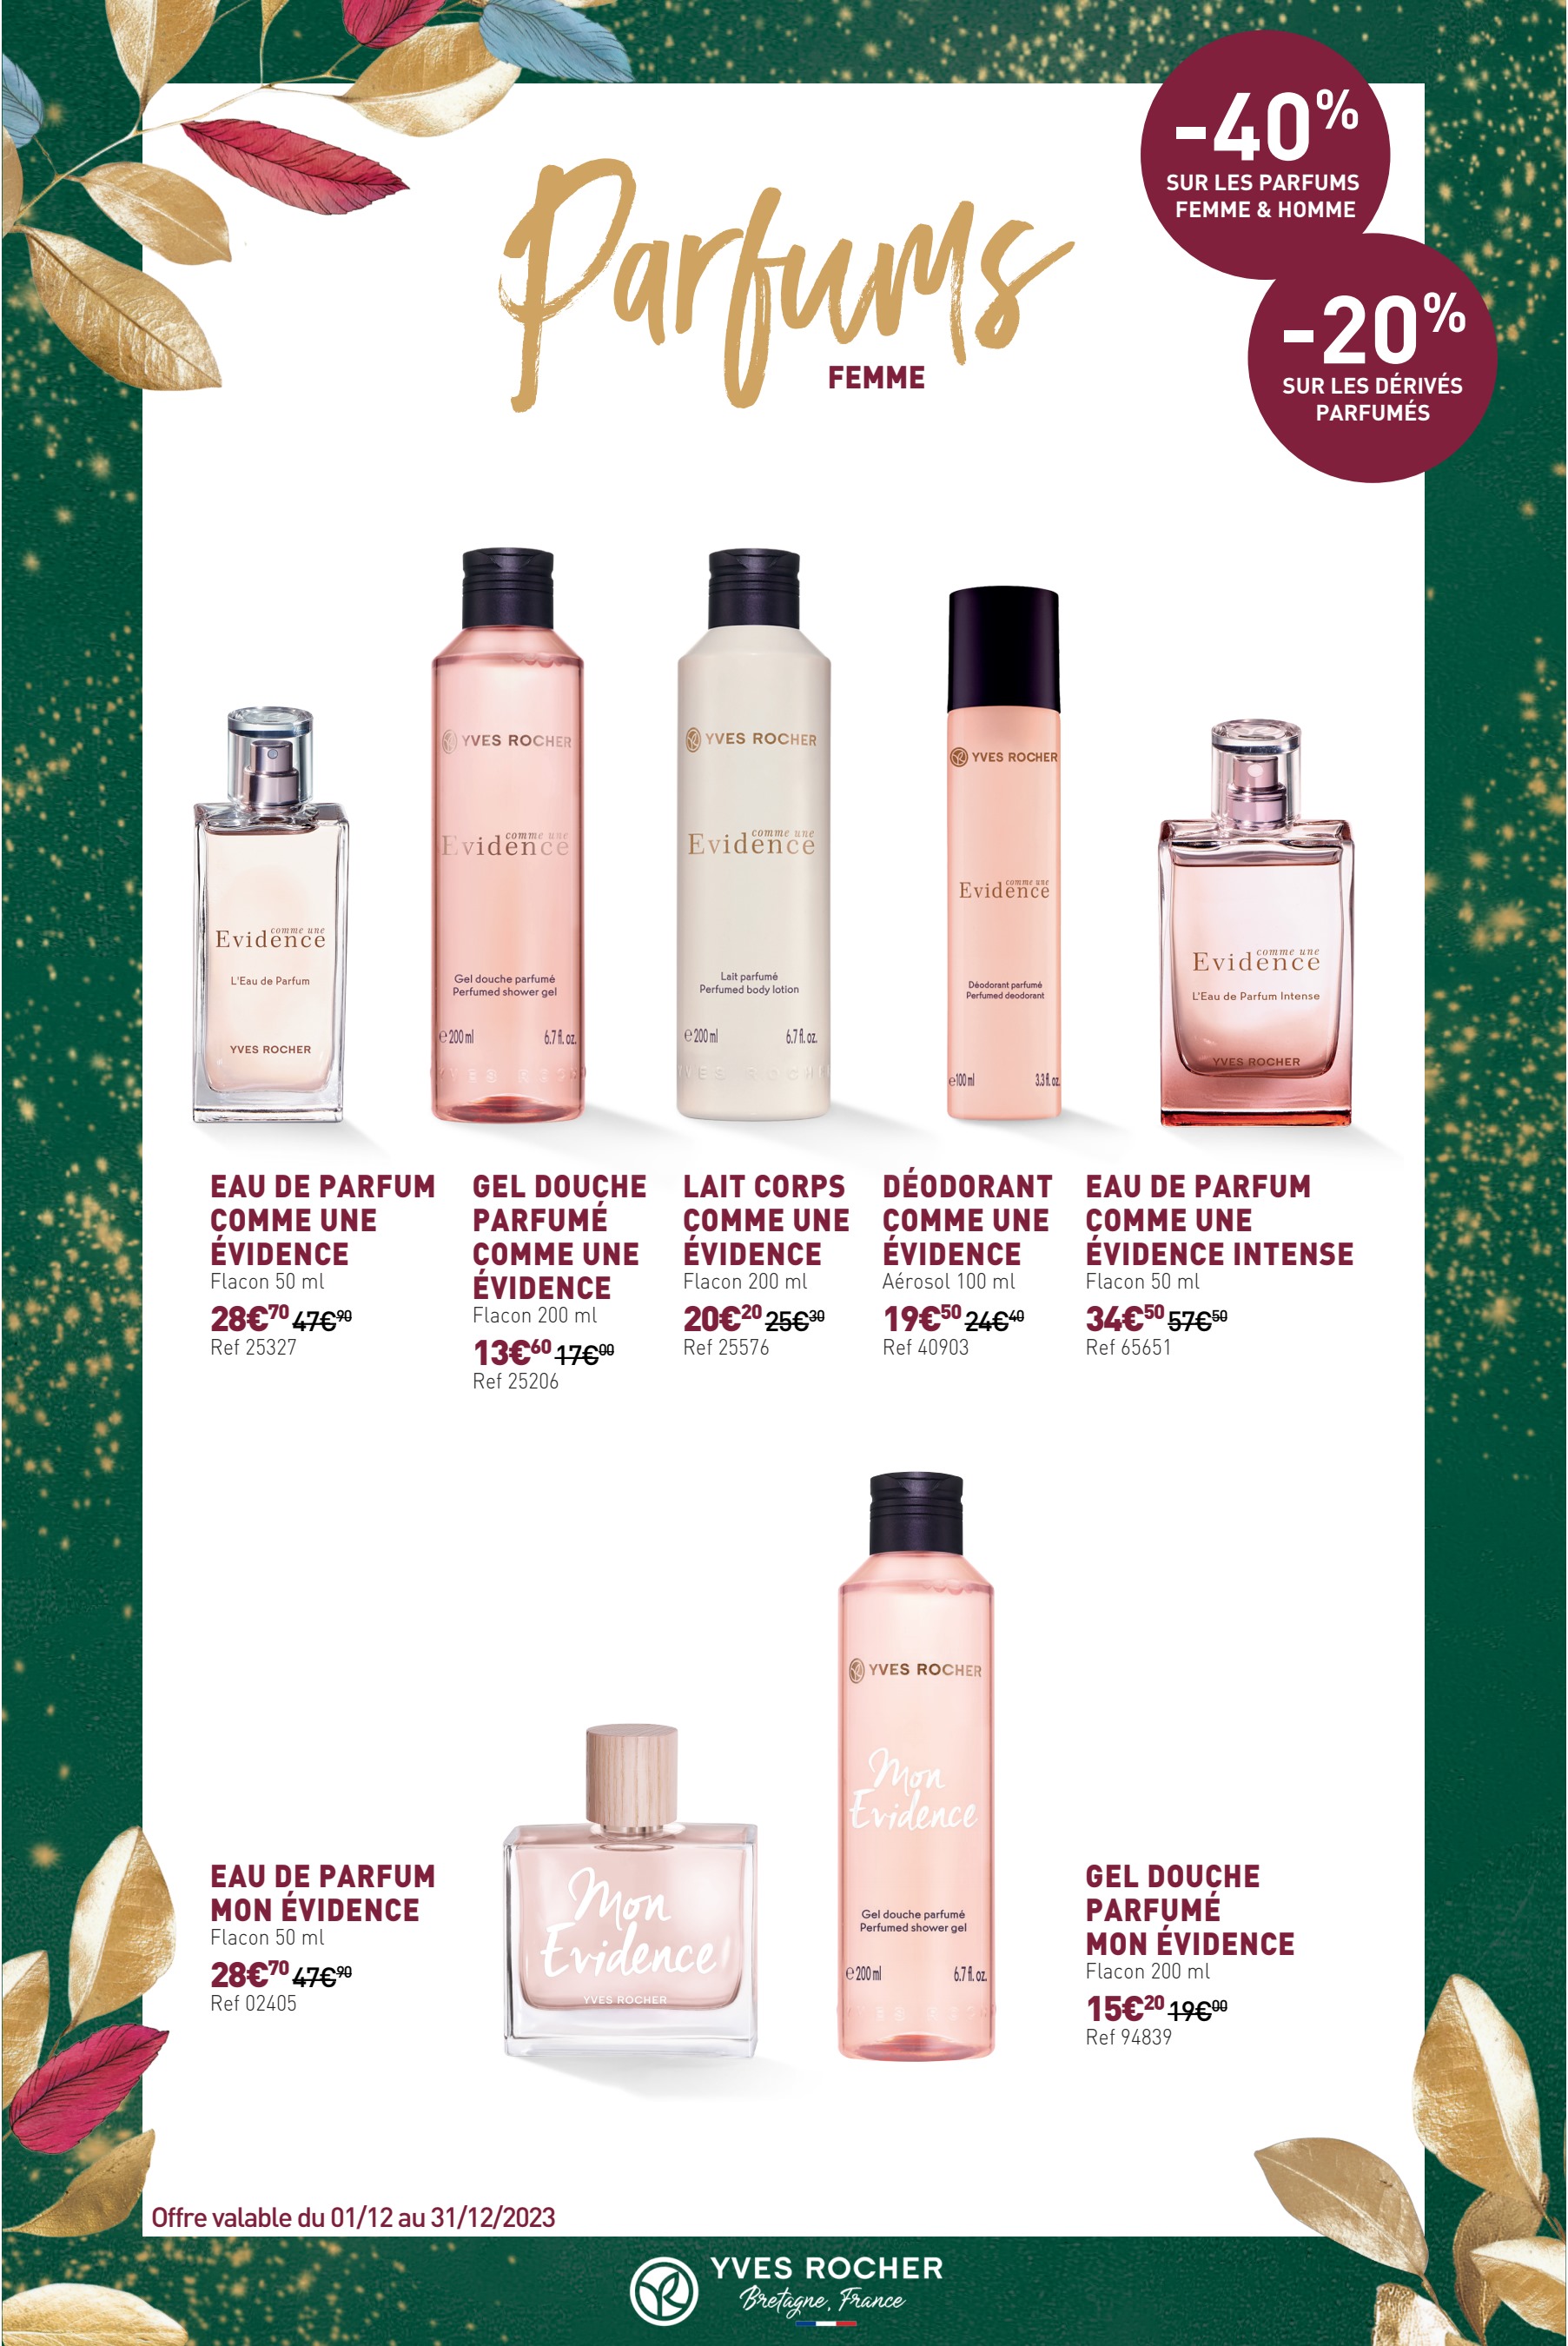 -40%
SUR LES PARFUMS
FEMME & HOMME
-20%
SUR LES DÉRIVÉS
PARFUMÉS
Parfums
FEMME
comme une
Evidence
L'Eau de Parfum
YVES ROCHER
YVES ROCHER
comme une
Evidence
Gel douche parfumé
Perfumed shower gel
e 200 ml 6.7 fl. oz.
YVES ROCHER
comme une
Evidence
Lait parfumé
Perfumed body lotion
e 200 ml 6.7 fl. oz.
YVES ROCHER
comme une
Evidence
Déodorant parfumé
Perfumed deodorant
e 100 ml 3.3 fl. oz.
comme une
Evidence
L'Eau de Parfum Intense
YVES ROCHER
EAU DE PARFUM
COMME UNE
ÉVIDENCE
Flacon 50 ml
28€70 47€90
Ref 25327
GEL DOUCHE
PARFUMÉ
COMME UNE
ÉVIDENCE
Flacon 200 ml
13€60 17€00
Ref 25206
LAIT CORPS
COMME UNE
ÉVIDENCE
Flacon 200 ml
20€20 25€30
Ref 25576
DÉODORANT
COMME UNE
ÉVIDENCE
Aérosol 100 ml
19€50 24€40
Ref 40903
EAU DE PARFUM
COMME UNE
ÉVIDENCE INTENSE
Flacon 50 ml
34€50 57€50
Ref 65651
EAU DE PARFUM
MON ÉVIDENCE
Flacon 50 ml
28€70 47€90
Ref 02405
Mon
Evidence
YVES ROCHER
YVES ROCHER
Mon
Evidence
Gel douche parfumé
Perfumed shower gel
e 200 ml 6.7 fl. oz.
GEL DOUCHE
PARFUMÉ
MON ÉVIDENCE
Flacon 200 ml
15€20 19€00
Ref 94839
Offre valable du 01/12 au 31/12/2023
YVES ROCHER
Bretagne, France